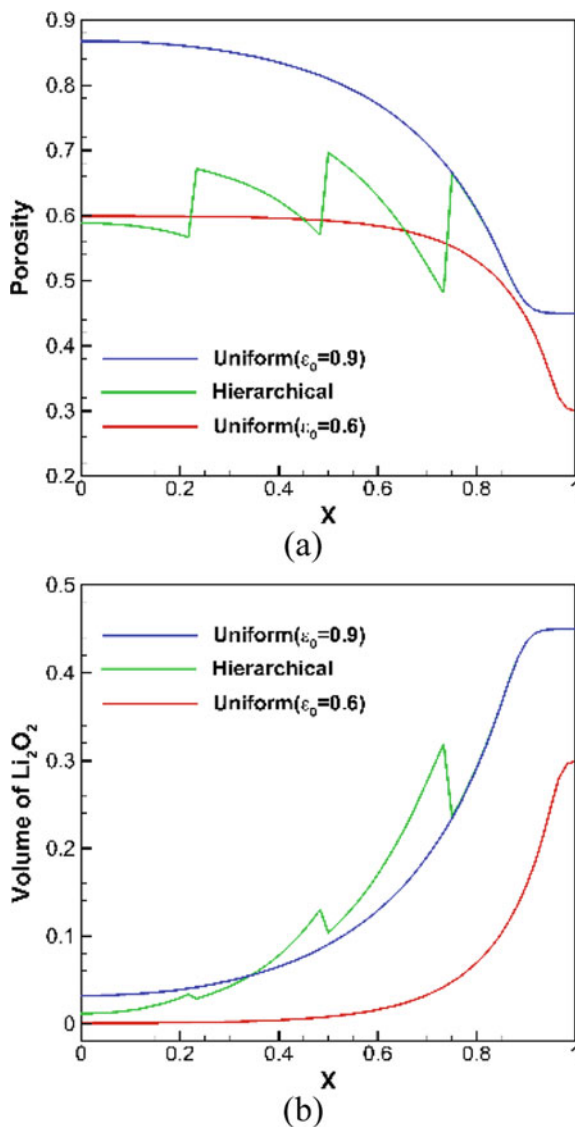 0.9
0.8
0.7
0.6
0.5
0.4
0.3
0.2
Porosity
Uniform(ε₀=0.9)
Hierarchical
Uniform(ε₀=0.6)
0 0.2 0.4 0.6 0.8 1
X
(a)
0.5
0.4
0.3
0.2
0.1
0
Volume of Li₂O₂
Uniform(ε₀=0.9)
Hierarchical
Uniform(ε₀=0.6)
0 0.2 0.4 0.6 0.8 1
X
(b)